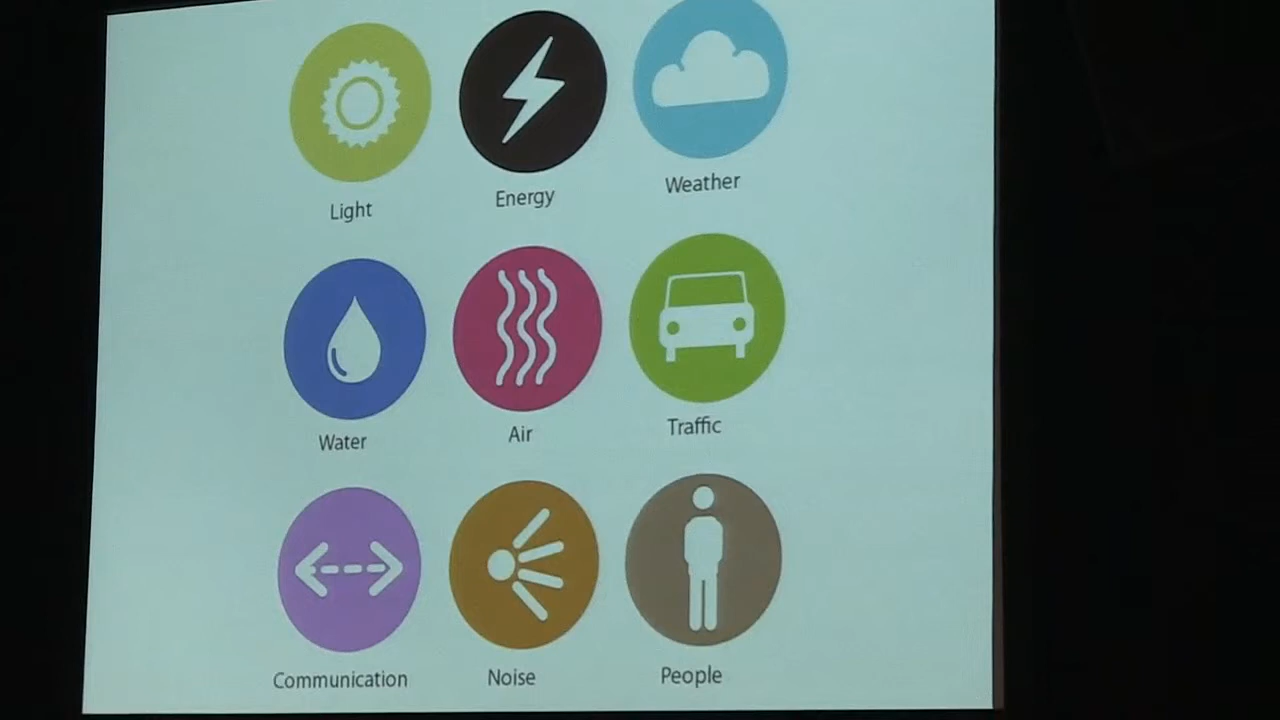 Light
Energy
Weather
Water
Air
Traffic
Communication
Noise
People